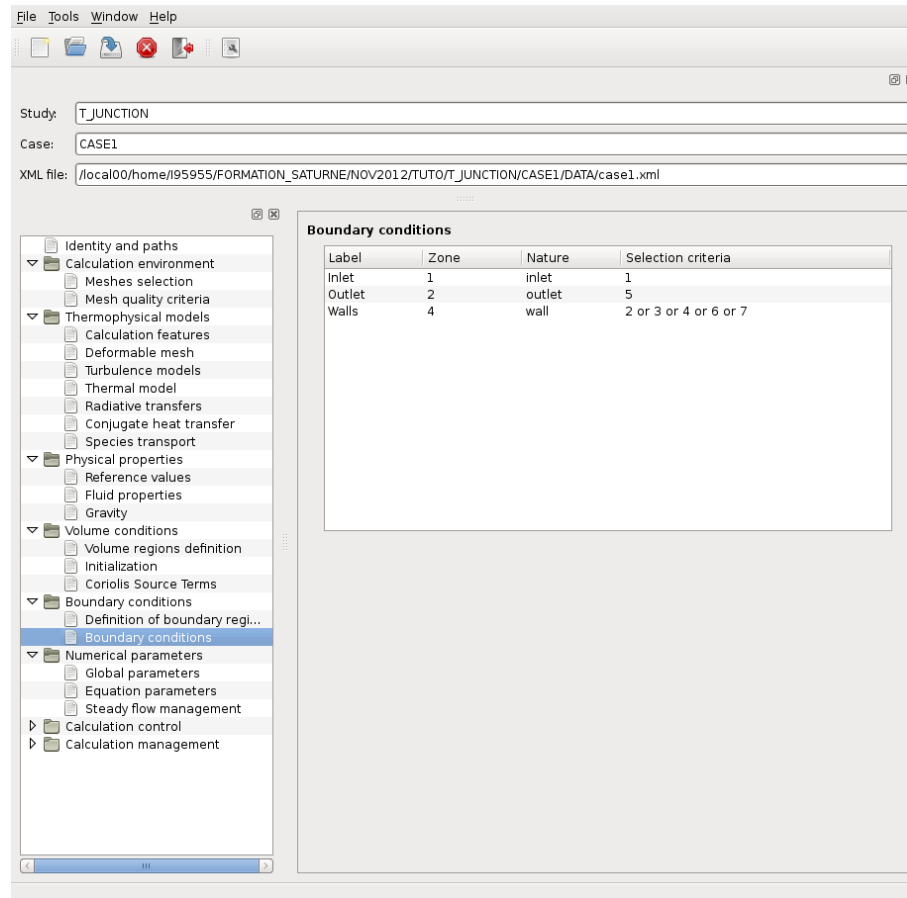 File Tools Window Help
Study: T_JUNCTION
Case: CASE1
XML file: /local00/home/I95955/FORMATION_SATURNE/NOV2012/TUTO/T_JUNCTION/CASE1/DATA/case1.xml
Identity and paths
Calculation environment
Meshes selection
Mesh quality criteria
Thermophysical models
Calculation features
Deformable mesh
Turbulence models
Thermal model
Radiative transfers
Conjugate heat transfer
Species transport
Physical properties
Reference values
Fluid properties
Gravity
Volume conditions
Volume regions definition
Initialization
Coriolis Source Terms
Boundary conditions
Definition of boundary regi...
Boundary conditions
Numerical parameters
Global parameters
Equation parameters
Steady flow management
Calculation control
Calculation management
Boundary conditions
Label Zone Nature Selection criteria
Inlet 1 inlet 1
Outlet 2 outlet 5
Walls 4 wall 2 or 3 or 4 or 6 or 7